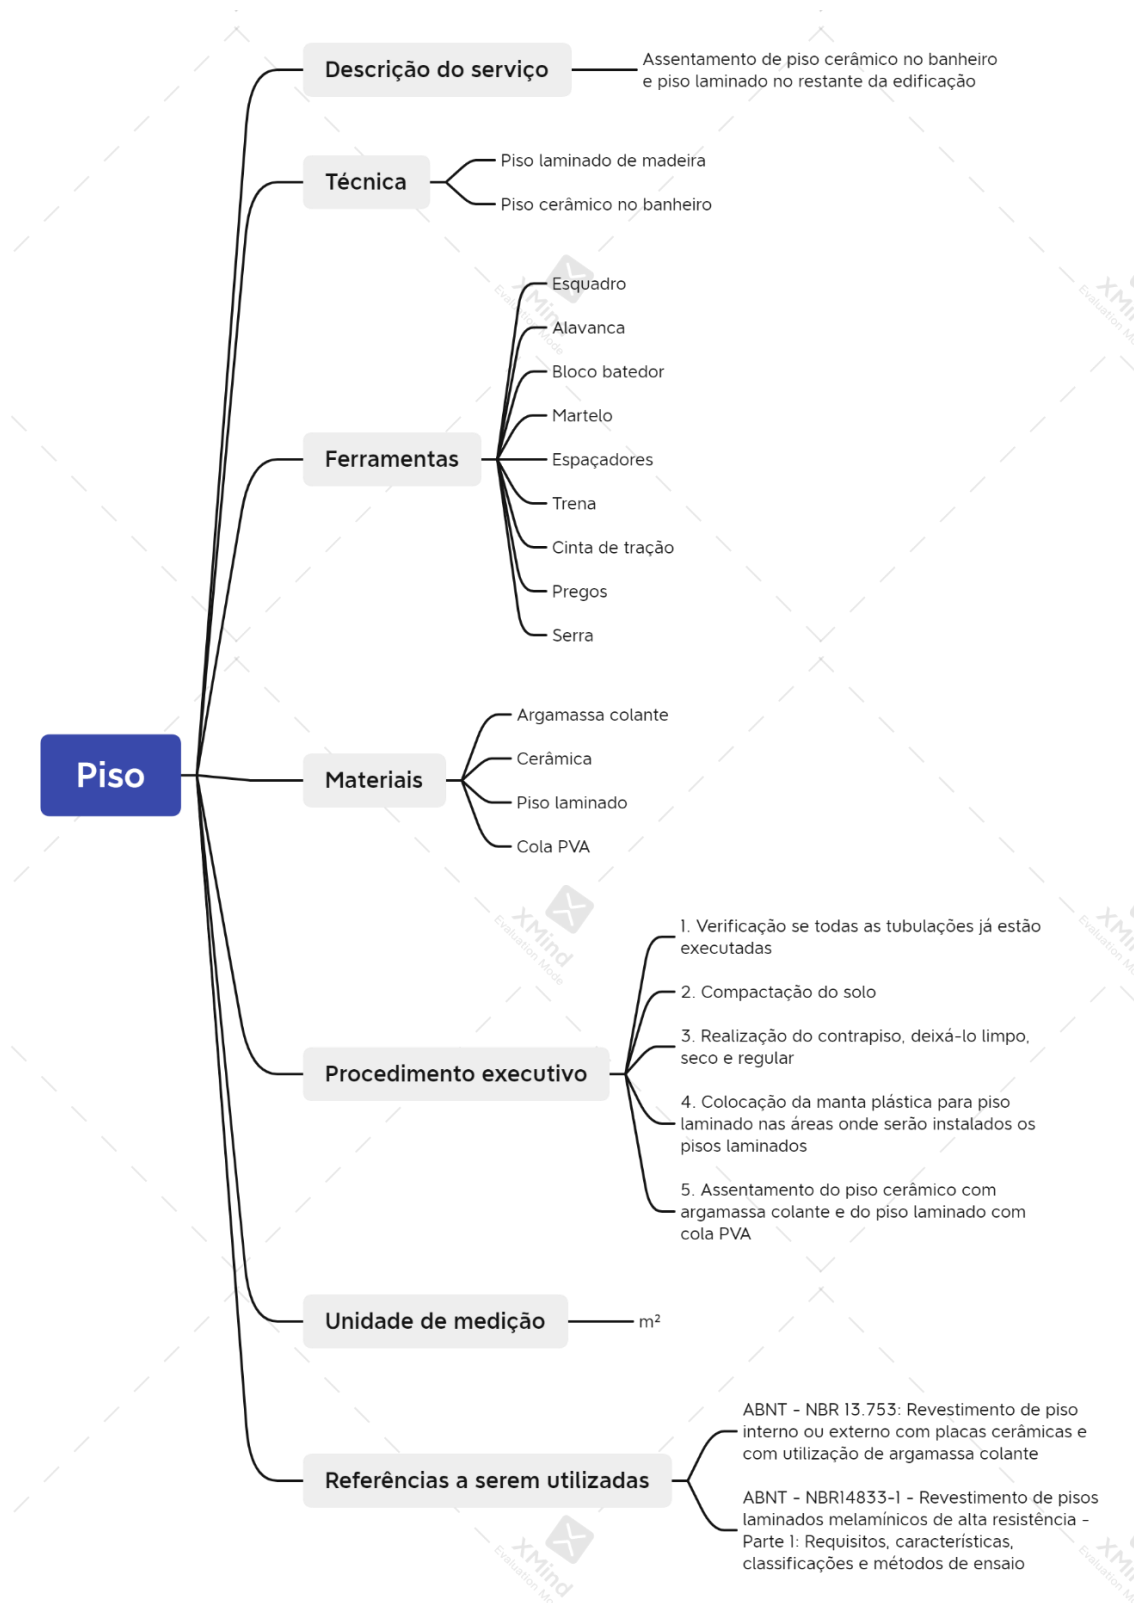 Descrição do serviço
Assentamento de piso cerâmico no banheiro
e piso laminado no restante da edificação
Técnica
Piso laminado de madeira
Piso cerâmico no banheiro
Ferramentas
Esquadro
Alavanca
Bloco batedor
Martelo
Espaçadores
Trena
Cinta de tração
Pregos
Serra
Piso
Materiais
Argamassa colante
Cerâmica
Piso laminado
Cola PVA
Procedimento executivo
1. Verificação se todas as tubulações já estão
executadas
2. Compactação do solo
3. Realização do contrapiso, deixá-lo limpo,
seco e regular
4. Colocação da manta plástica para piso
laminado nas áreas onde serão instalados os
pisos laminados
5. Assentamento do piso cerâmico com
argamassa colante e do piso laminado com
cola PVA
Unidade de medição
m²
Referências a serem utilizadas
ABNT - NBR 13.753: Revestimento de piso
interno ou externo com placas cerâmicas e
com utilização de argamassa colante
ABNT - NBR14833-1 - Revestimento de pisos
laminados melamínicos de alta resistência -
Parte 1: Requisitos, características,
classificações e métodos de ensaio
XMind
Evaluation Mode
XMind
Evaluation Mode
XMind